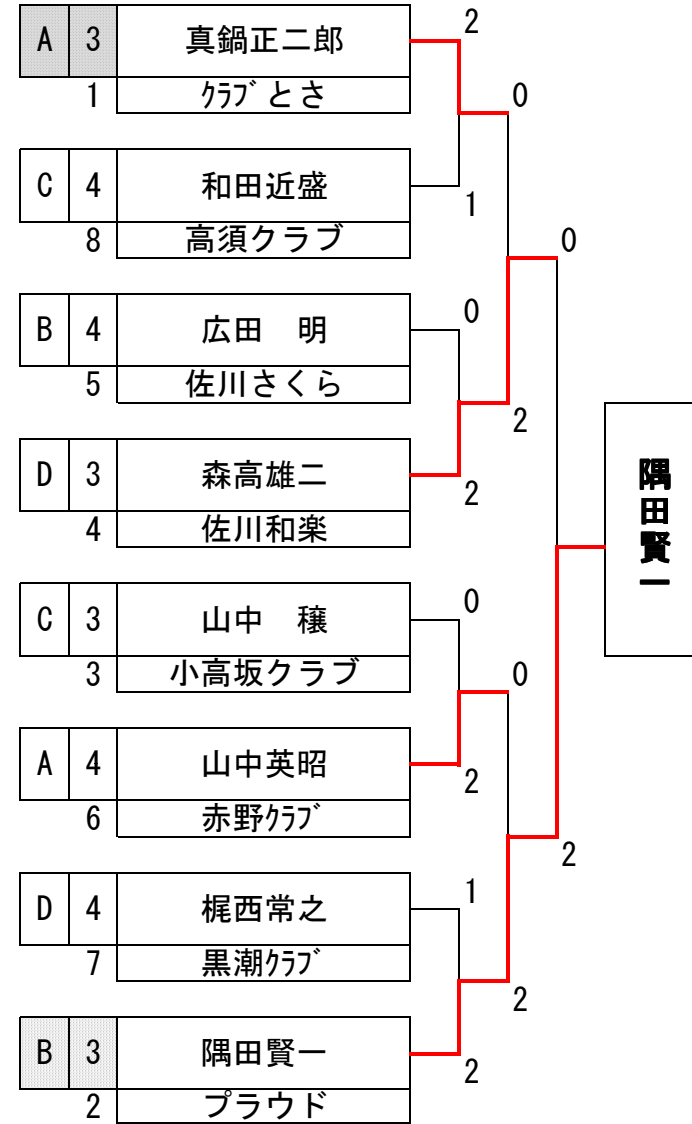 A 3 真鍋正二郎 2
1 ｸﾗﾌﾞとさ 0
C 4 和田近盛 1
8 高須クラブ 0
B 4 広田　明 0
5 佐川さくら 2
D 3 森高雄二 2
4 佐川和楽
隅田賢一
C 3 山中　穣 0
3 小高坂クラブ 0
A 4 山中英昭 2
6 赤野ｸﾗﾌﾞ 2
D 4 梶西常之 1
7 黒潮ｸﾗﾌﾞ 2
B 3 隅田賢一 2
2 プラウド